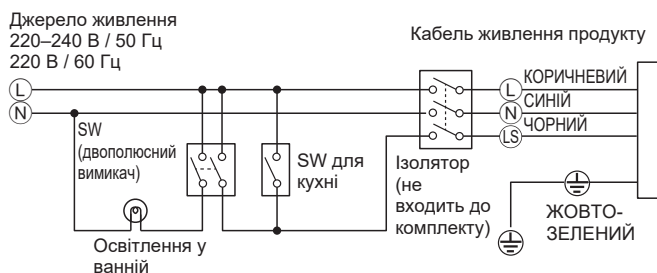 Джерело живлення
220–240 В / 50 Гц
220 В / 60 Гц
Кабель живлення продукту
L
N
L
КОРИЧНЕВИЙ
N
СИНІЙ
LS
ЧОРНИЙ
SW
(двополюсний
вимикач)
SW для
кухні
Ізолятор
(не
входить до
комплекту)
Освітлення у
ванній
ЖОВТО-
ЗЕЛЕНИЙ